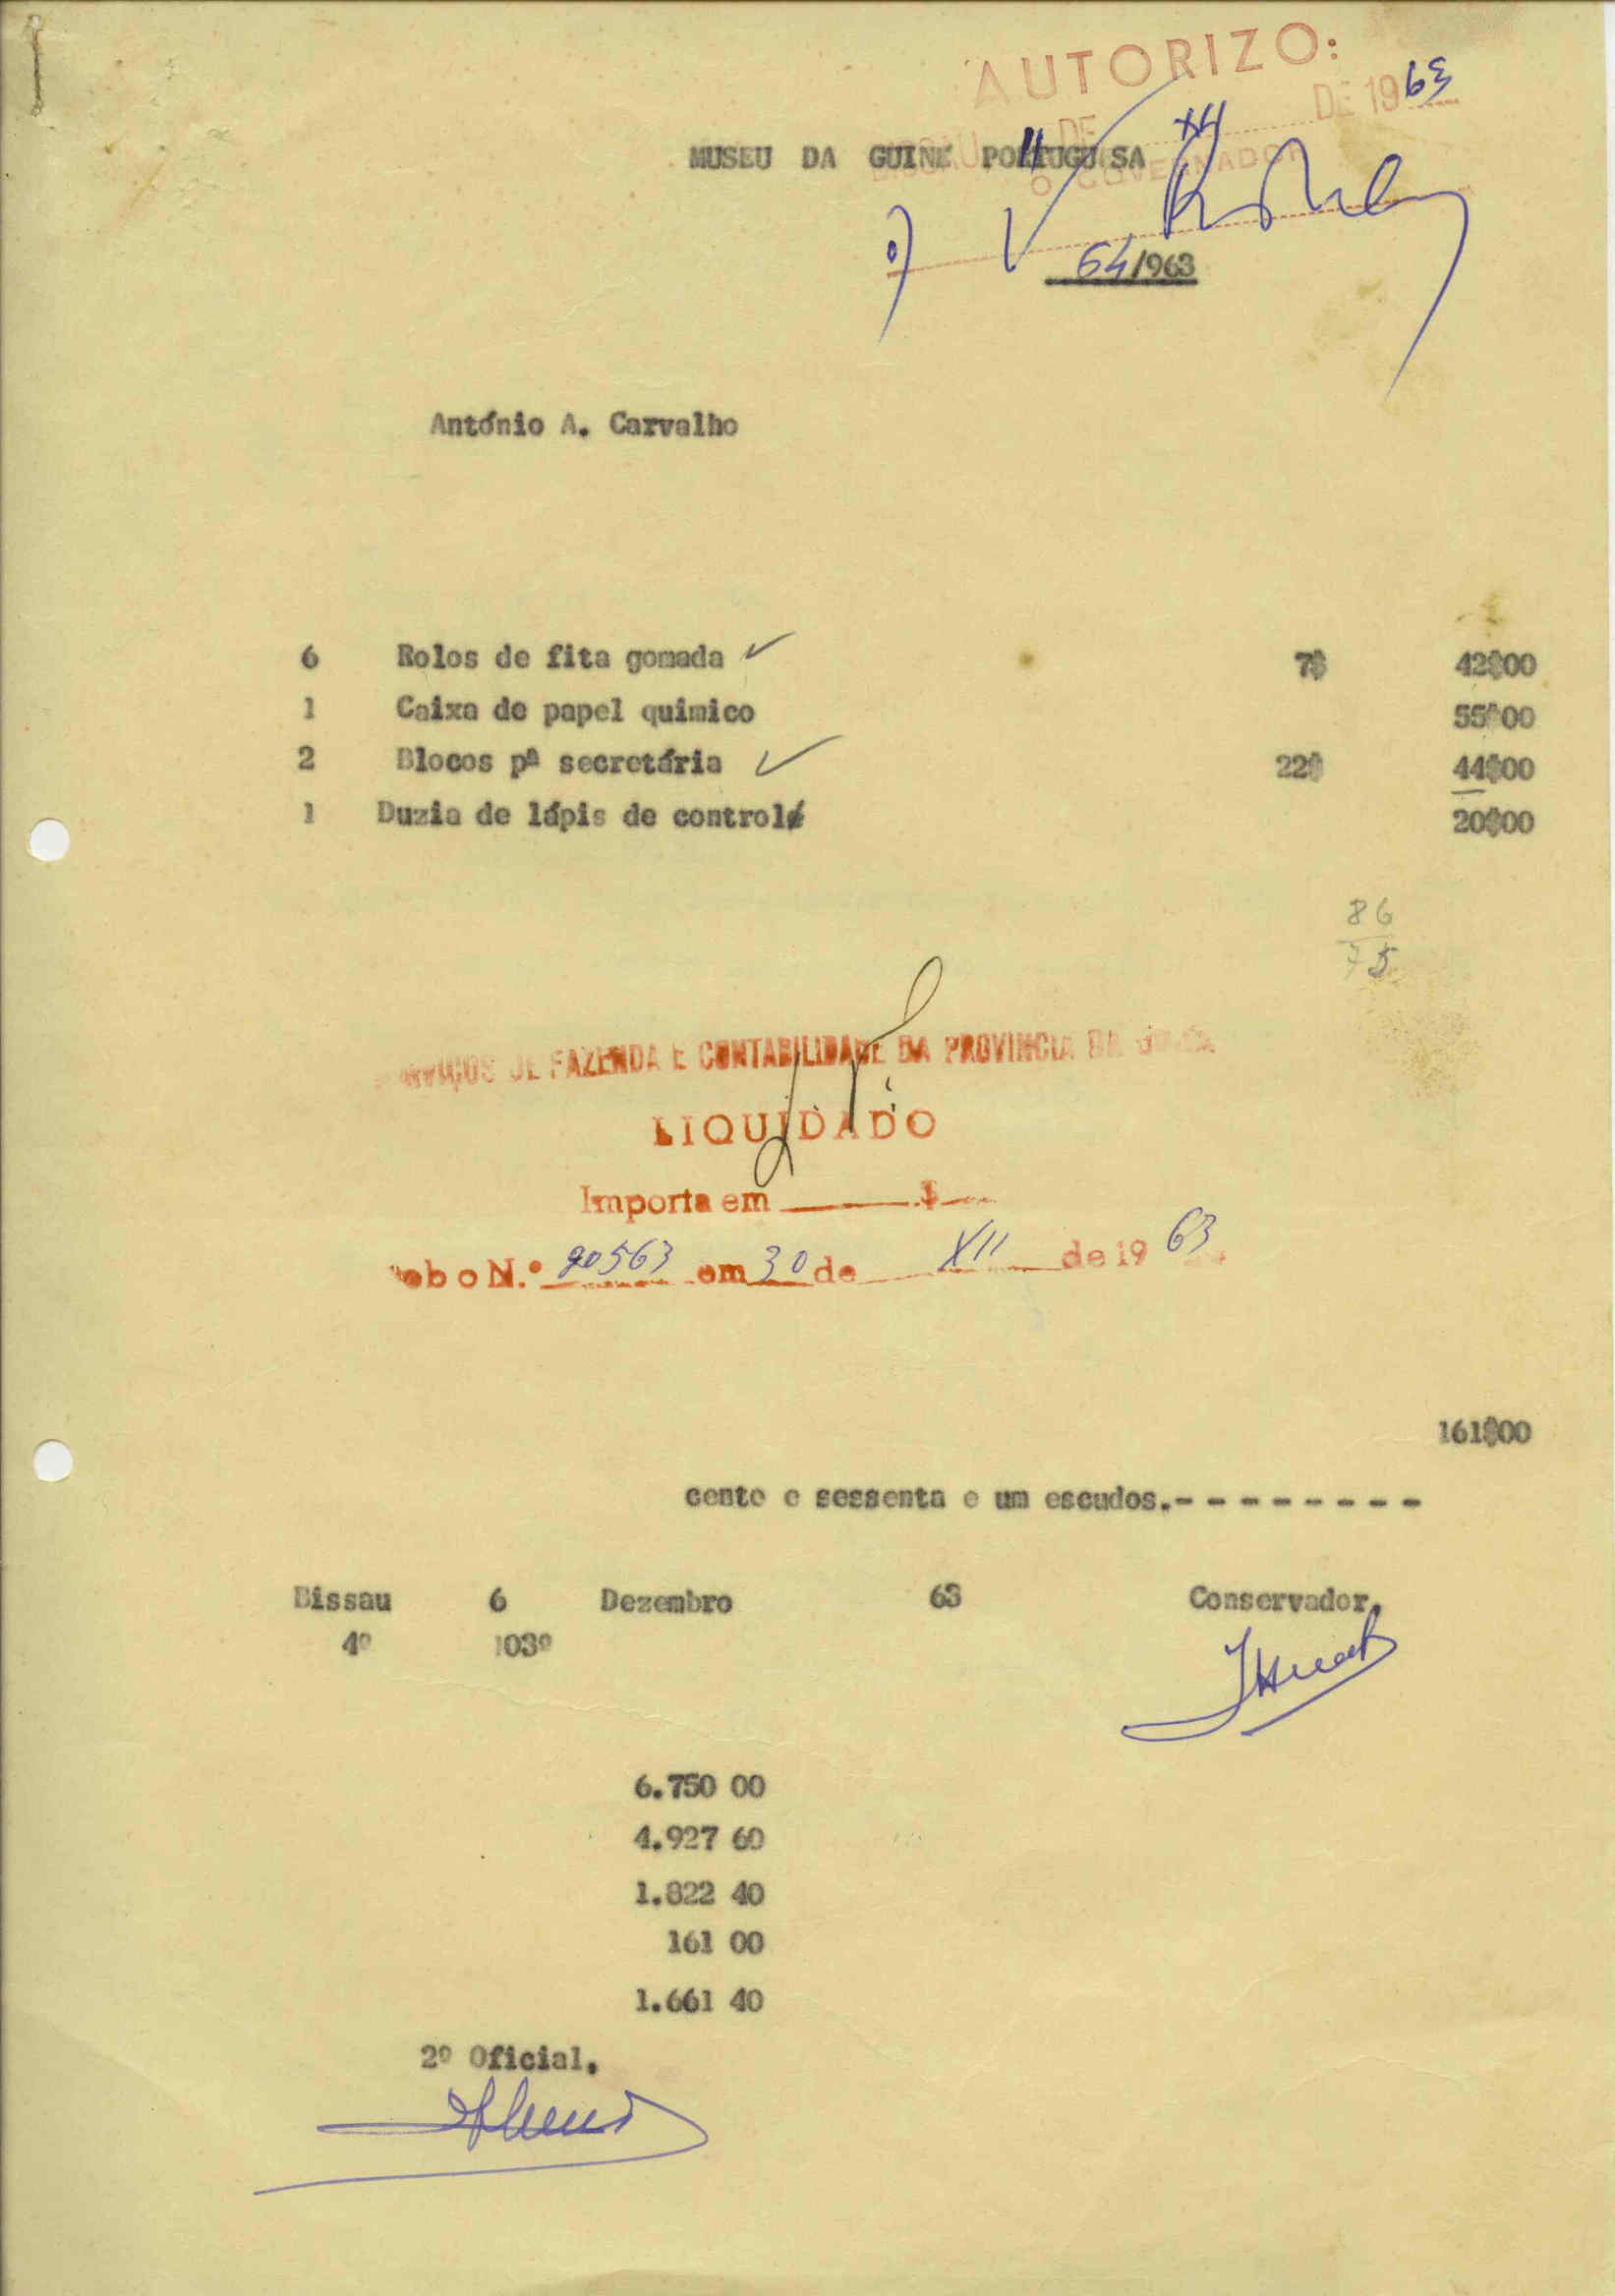 AUTORIZO:
BISSAU, 11 DE XII DE 1963
O GOVERNADOR
MUSEU DA GUINÉ PORTUGUESA
64/963
António A. Carvalho
6 Rolos de fita gomada ✓ 7$ 42$00
1 Caixa de papel quimico 55$00
2 Blocos pª secretária ✓ 22$ 44$00
1 Duzia de lápis de controlé 20$00
86
75
SERVIÇOS DE FAZENDA E CONTABILIDADE DA PROVINCIA DA GUINÉ
LIQUIDADO
Importa em $
N.º 20563 em 30 de XII de 1963
161$00
cento e sessenta e um escudos.- - - - - - - -
Bissau 6 Dezembro 63 Conservador,
4º 103º
6.750 00
4.927 60
1.822 40
161 00
1.661 40
2º Oficial,